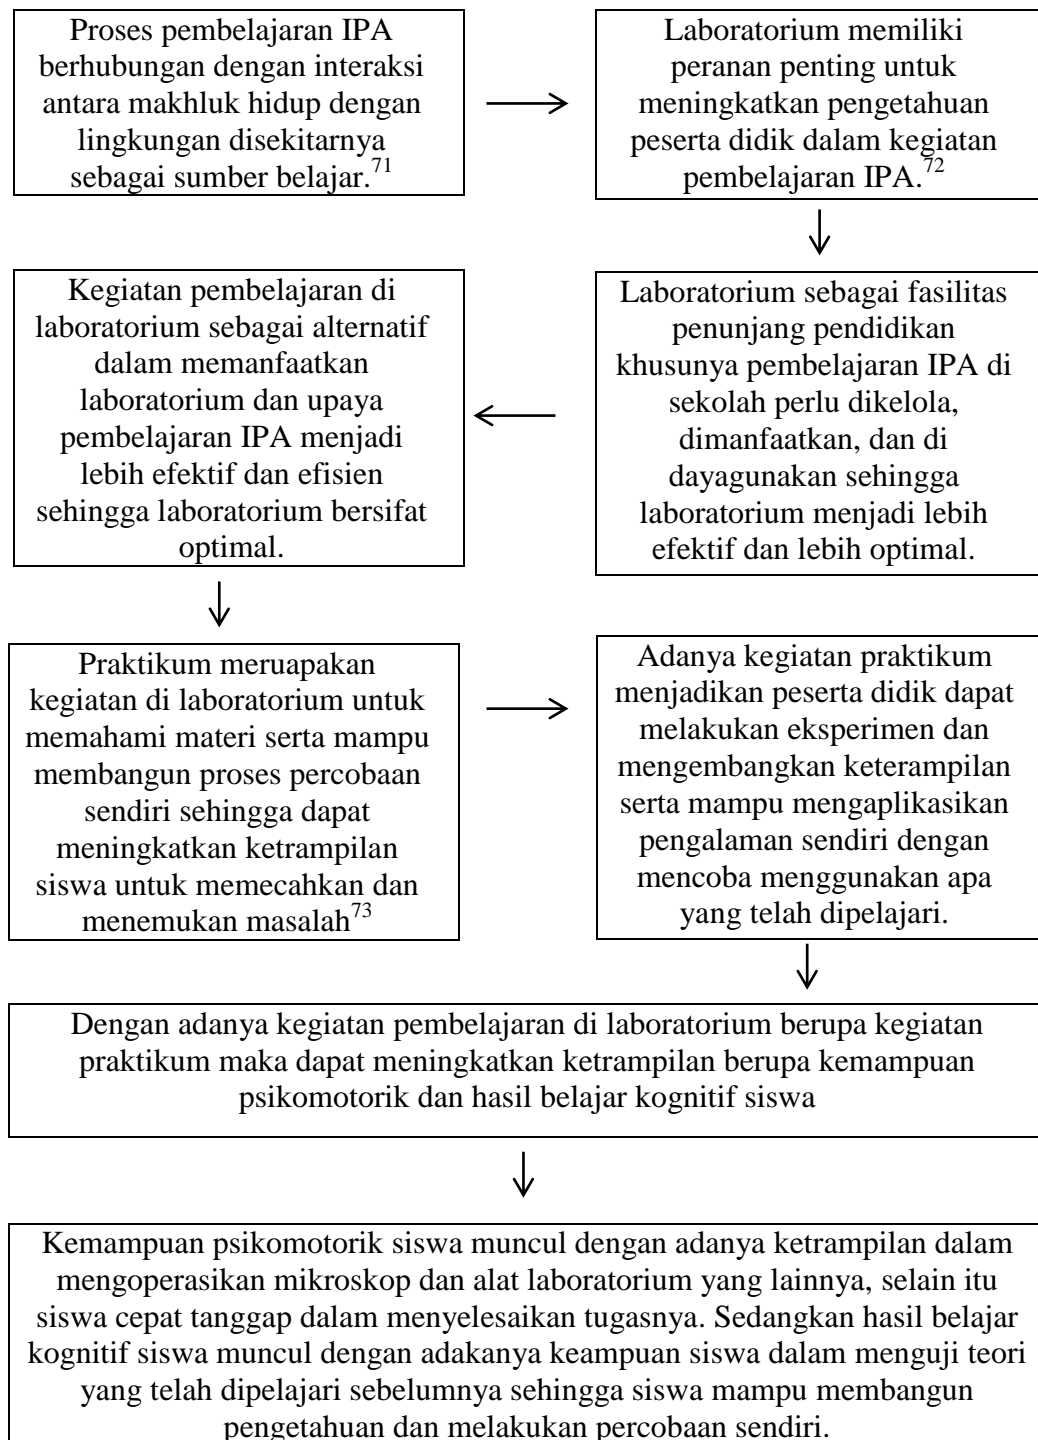 Proses pembelajaran IPA
berhubungan dengan interaksi
antara makhluk hidup dengan
lingkungan disekitarnya
sebagai sumber belajar.71
Laboratorium memiliki
peranan penting untuk
meningkatkan pengetahuan
peserta didik dalam kegiatan
pembelajaran IPA.72
Laboratorium sebagai fasilitas
penunjang pendidikan
khusunya pembelajaran IPA di
sekolah perlu dikelola,
dimanfaatkan, dan di
dayagunakan sehingga
laboratorium menjadi lebih
efektif dan lebih optimal.
Kegiatan pembelajaran di
laboratorium sebagai alternatif
dalam memanfaatkan
laboratorium dan upaya
pembelajaran IPA menjadi
lebih efektif dan efisien
sehingga laboratorium bersifat
optimal.
Praktikum meruapakan
kegiatan di laboratorium untuk
memahami materi serta mampu
membangun proses percobaan
sendiri sehingga dapat
meningkatkan ketrampilan
siswa untuk memecahkan dan
menemukan masalah73
Adanya kegiatan praktikum
menjadikan peserta didik dapat
melakukan eksperimen dan
mengembangkan keterampilan
serta mampu mengaplikasikan
pengalaman sendiri dengan
mencoba menggunakan apa
yang telah dipelajari.
Dengan adanya kegiatan pembelajaran di laboratorium berupa kegiatan
praktikum maka dapat meningkatkan ketrampilan berupa kemampuan
psikomotorik dan hasil belajar kognitif siswa
Kemampuan psikomotorik siswa muncul dengan adanya ketrampilan dalam
mengoperasikan mikroskop dan alat laboratorium yang lainnya, selain itu
siswa cepat tanggap dalam menyelesaikan tugasnya. Sedangkan hasil belajar
kognitif siswa muncul dengan adakanya keampuan siswa dalam menguji teori
yang telah dipelajari sebelumnya sehingga siswa mampu membangun
pengetahuan dan melakukan percobaan sendiri.